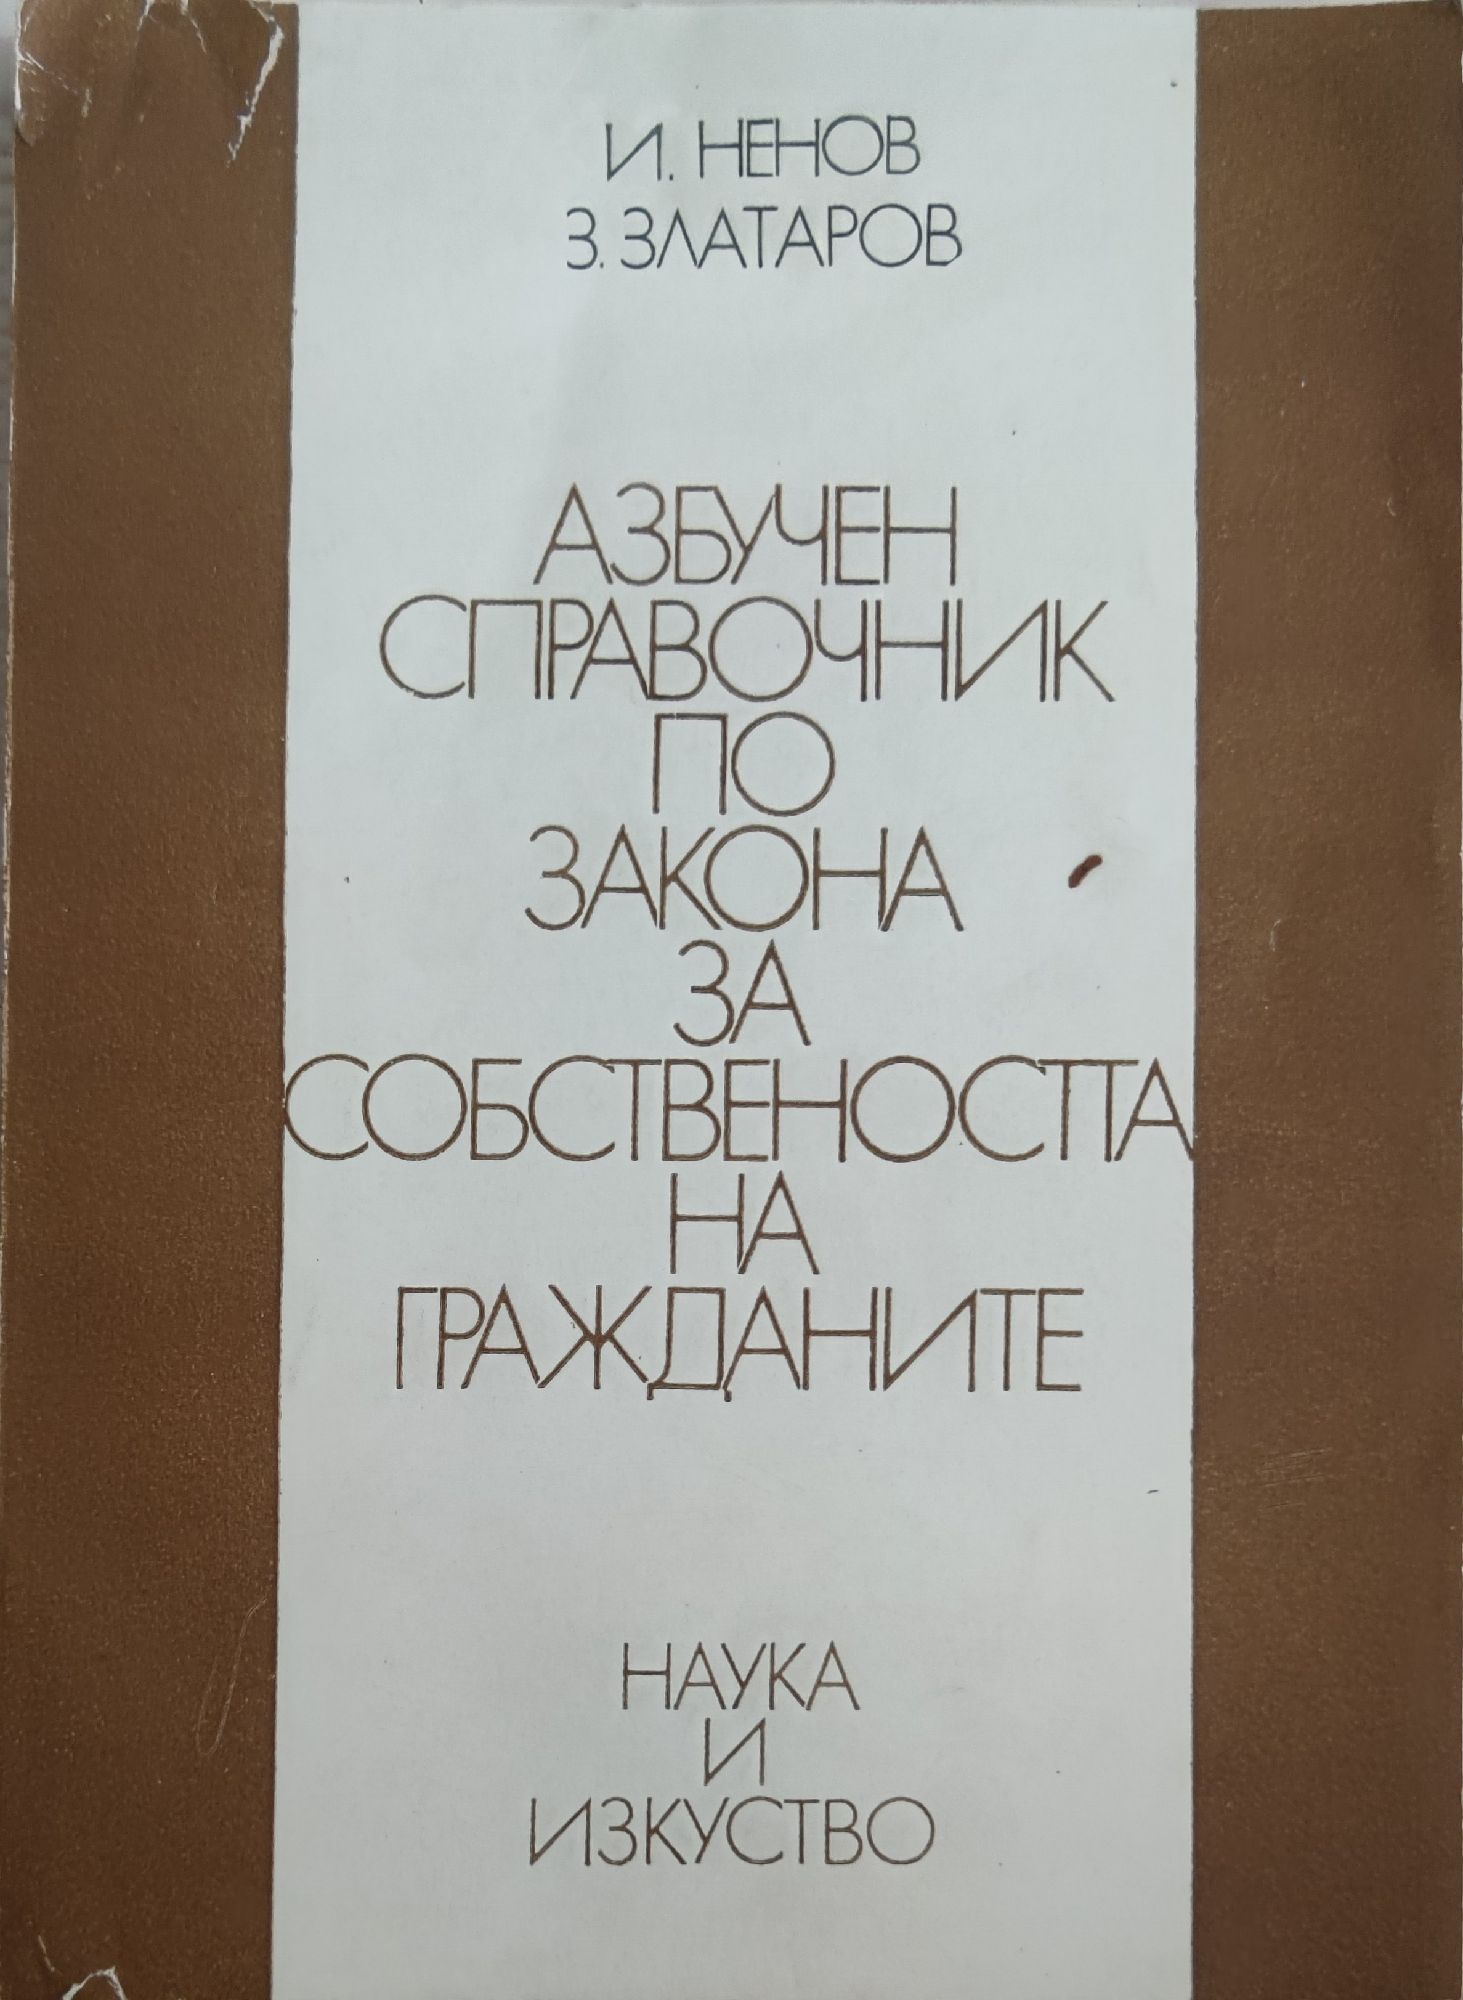 И. НЕНОВ
З. ЗЛАТАРОВ
АЗБУЧЕН
СПРАВОЧНИК
ПО
ЗАКОНА
ЗА
СОБСТВЕНОСТТА
НА
ГРАЖДАНИТЕ
НАУКА
И
ИЗКУСТВО